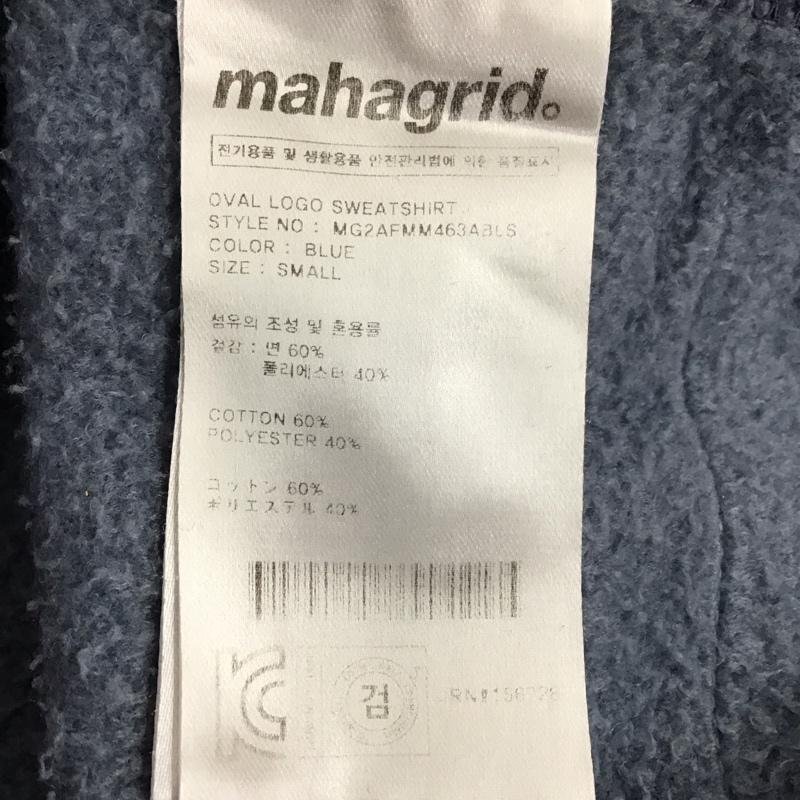 mahagrid.
전기용품 및 생활용품 안전관리법에 의한 품질표시
OVAL LOGO SWEATSHIRT
STYLE NO : MG2AFMM463ABLS
COLOR : BLUE
SIZE : SMALL
섬유의 조성 및 혼용률
겉감 : 면 60%
폴리에스터 40%
COTTON 60%
POLYESTER 40%
コットン 60%
ポリエステル 40%
검